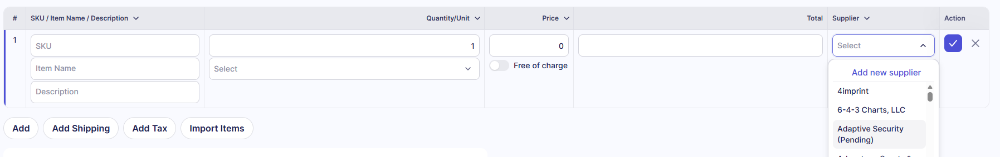 # SKU / Item Name / Description Quantity/Unit Price Total Supplier Action
1 SKU 1 0 Select
Item Name Select Free of charge
Description
Add new supplier
4imprint
6-4-3 Charts, LLC
Adaptive Security
(Pending)
Add Add Shipping Add Tax Import Items